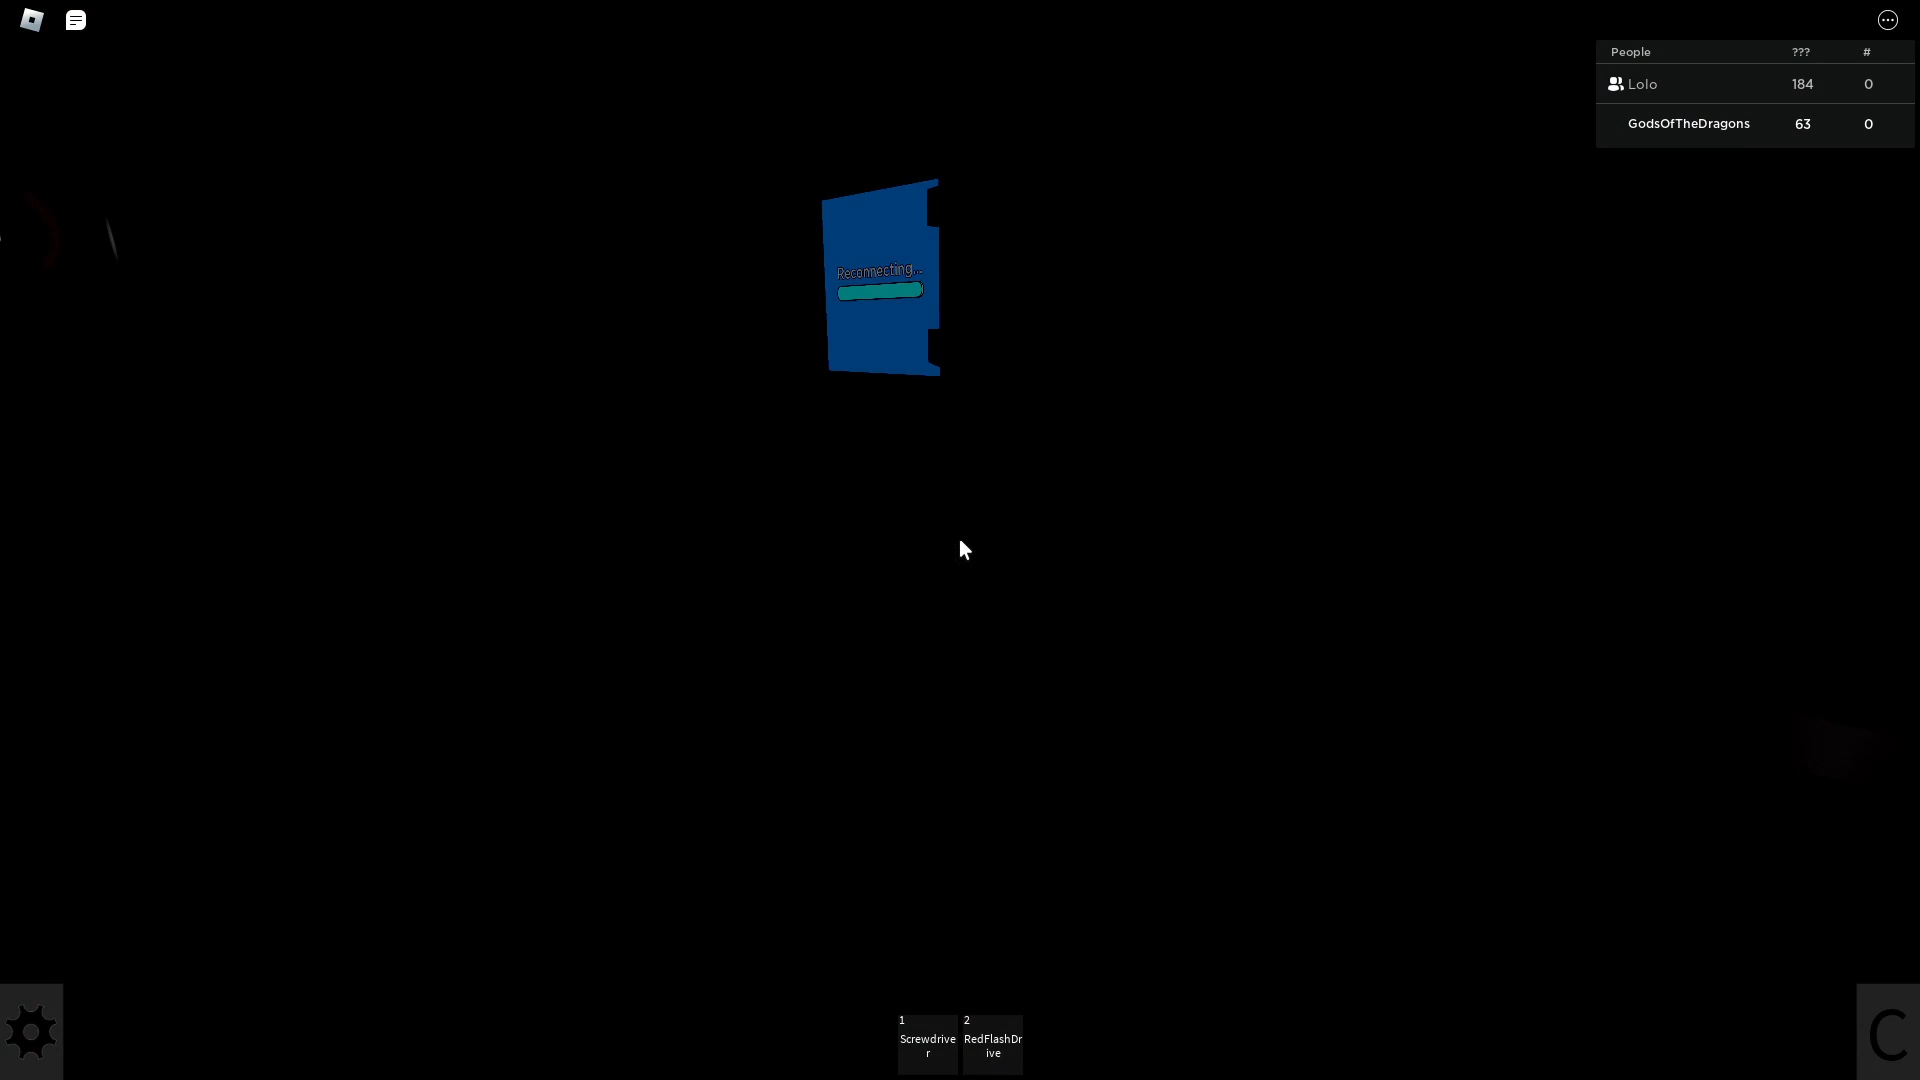 People ??? #
Lolo 184 0
GodsOfTheDragons 63 0
Reconnecting...
1
Screwdrive
r
2
RedFlashDr
ive
C